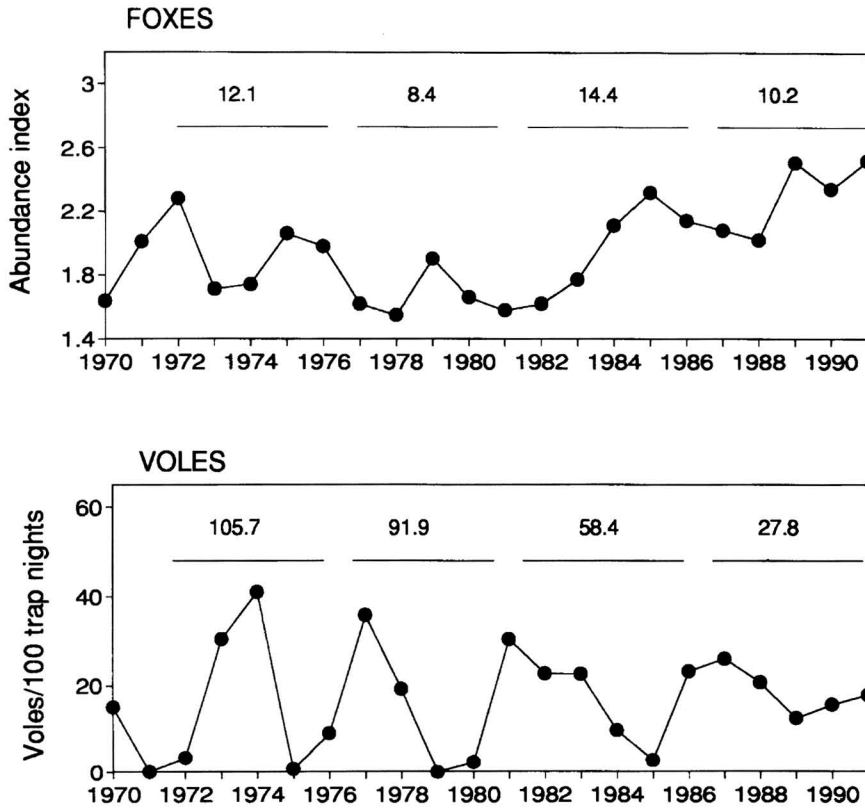 FOXES
Abundance index
3
2.6
2.2
1.8
1.4
12.1 8.4 14.4 10.2
1970 1972 1974 1976 1978 1980 1982 1984 1986 1988 1990
VOLES
Voles/100 trap nights
60
40
20
0
105.7 91.9 58.4 27.8
1970 1972 1974 1976 1978 1980 1982 1984 1986 1988 1990